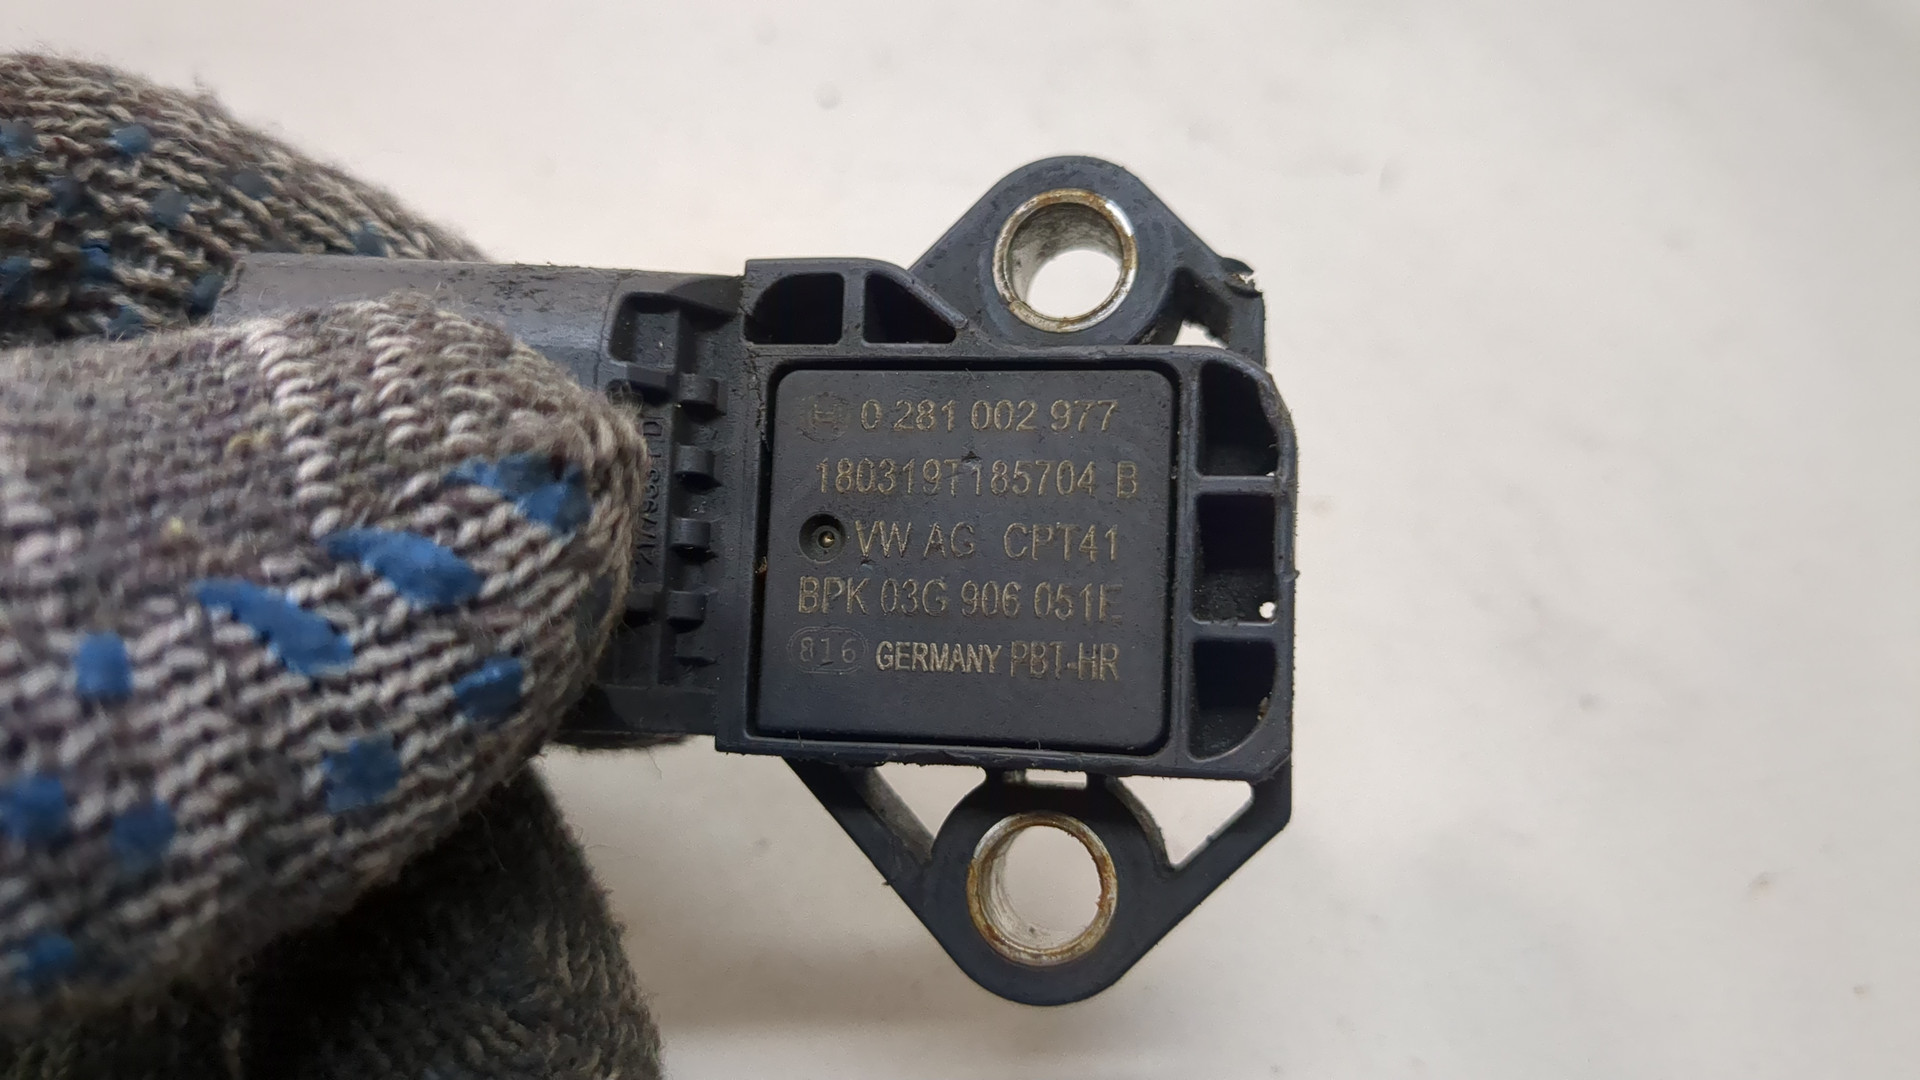 0 281 002 977
180319T185704 B
VW AG CPT41
BPK 03G 906 051E
816 GERMANY PBT-HR